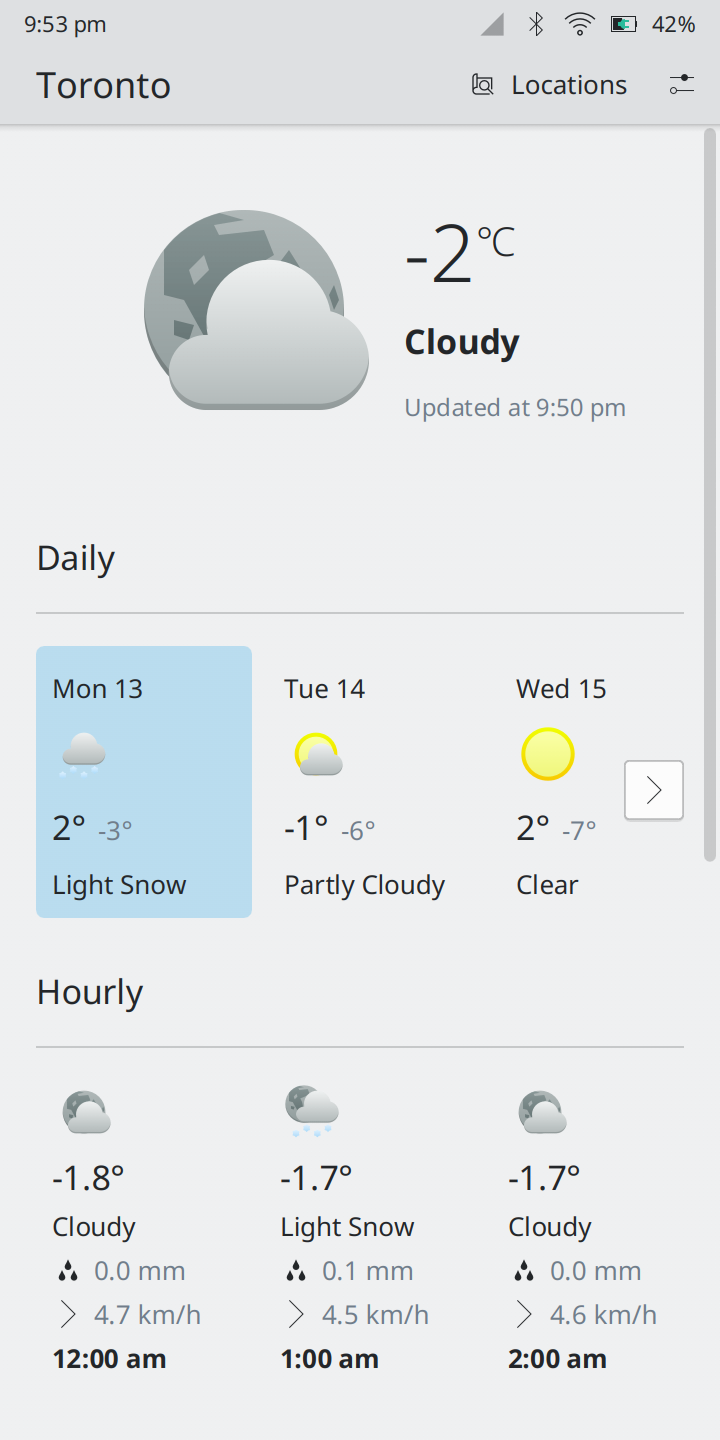 9:53 pm 42%
Toronto Locations
-2°C
Cloudy
Updated at 9:50 pm
Daily
Mon 13 Tue 14 Wed 15
2° -3° -1° -6° 2° -7°
Light Snow Partly Cloudy Clear
Hourly
-1.8° -1.7° -1.7°
Cloudy Light Snow Cloudy
0.0 mm 0.1 mm 0.0 mm
4.7 km/h 4.5 km/h 4.6 km/h
12:00 am 1:00 am 2:00 am